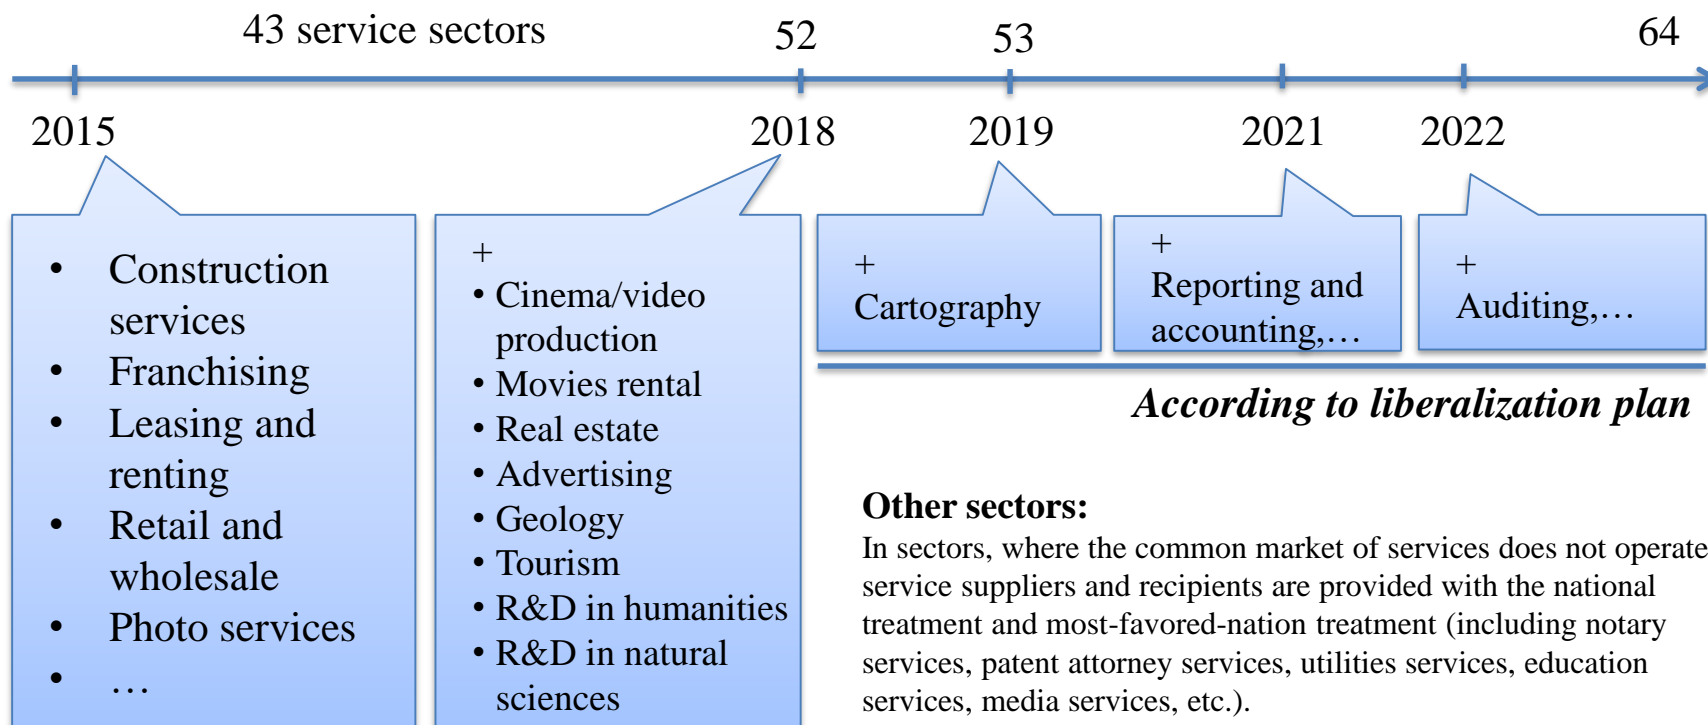 43 service sectors
52
53
64
2015
2018
2019
2021
2022
• Construction
services
• Franchising
• Leasing and
renting
• Retail and
wholesale
• Photo services
• …
+
• Cinema/video
production
• Movies rental
• Real estate
• Advertising
• Geology
• Tourism
• R&D in humanities
• R&D in natural
sciences
+
Cartography
+
Reporting and
accounting,…
+
Auditing,…
According to liberalization plan
Other sectors:
In sectors, where the common market of services does not operate
service suppliers and recipients are provided with the national
treatment and most-favored-nation treatment (including notary
services, patent attorney services, utilities services, education
services, media services, etc.).